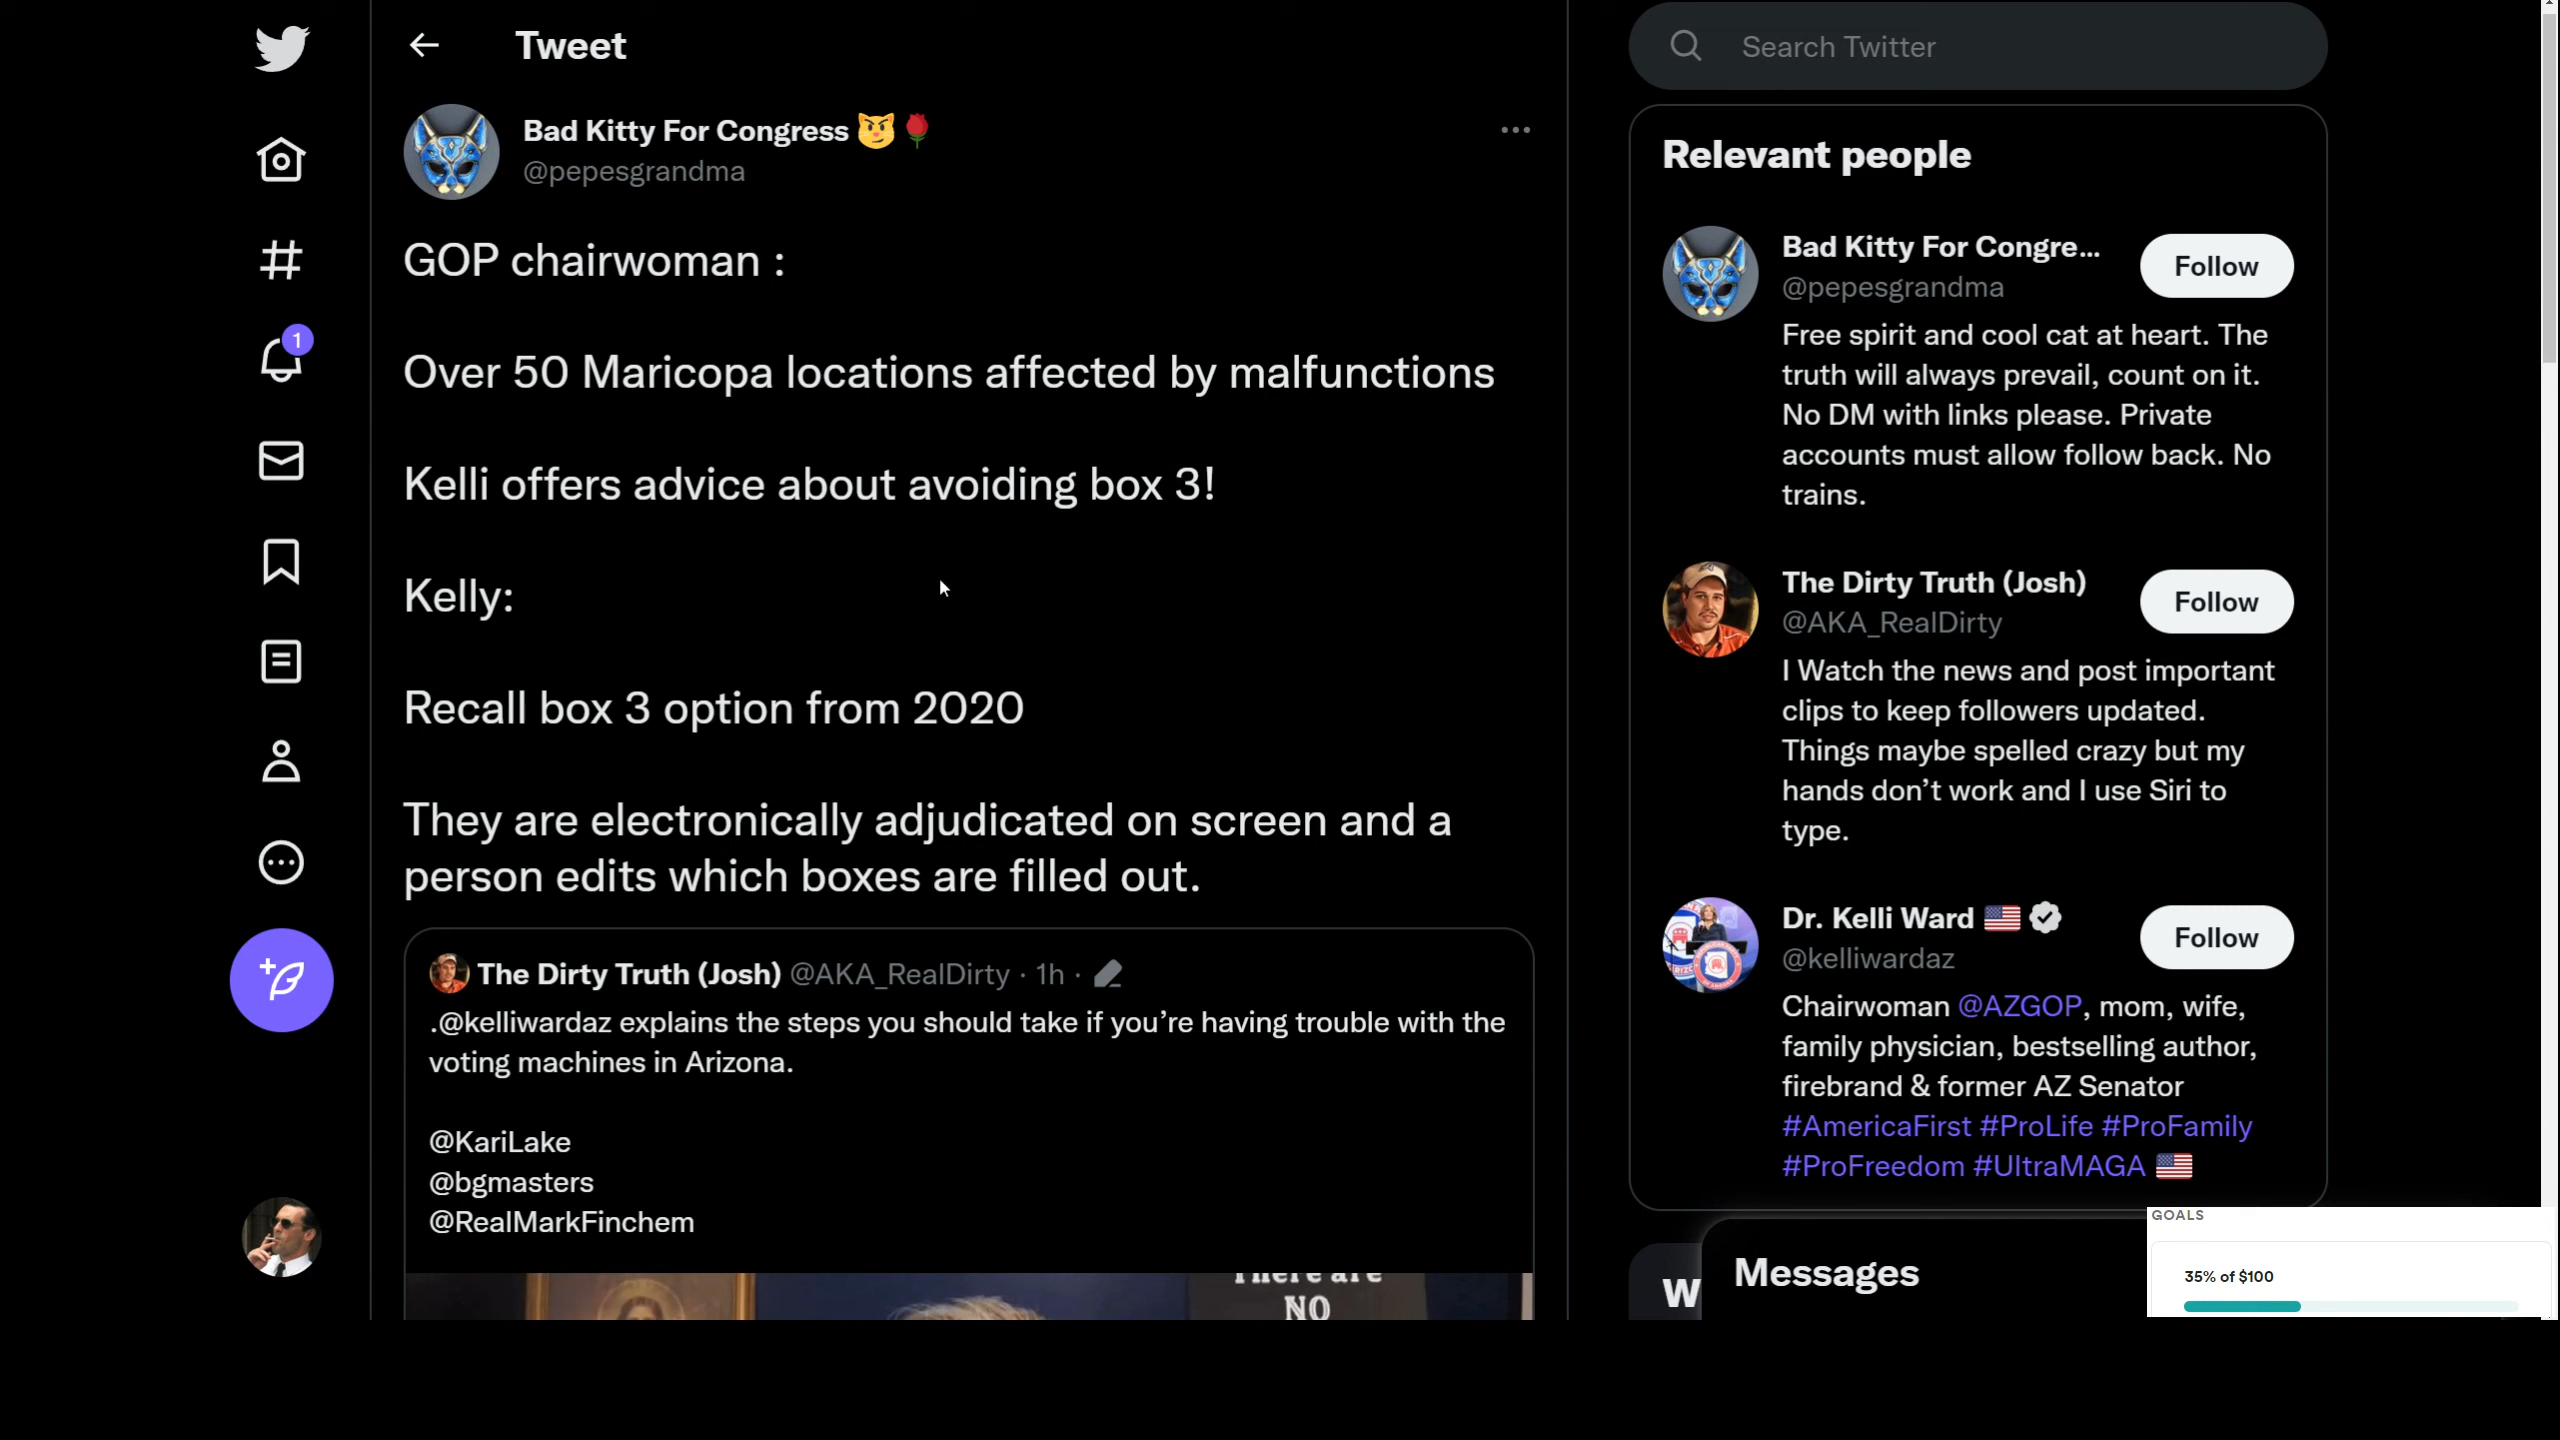 Tweet
Bad Kitty For Congress 😼🌹
@pepesgrandma
GOP chairwoman :
Over 50 Maricopa locations affected by malfunctions
Kelli offers advice about avoiding box 3!
Kelly:
Recall box 3 option from 2020
They are electronically adjudicated on screen and a
person edits which boxes are filled out.
The Dirty Truth (Josh) @AKA_RealDirty · 1h ·
.@kelliwardaz explains the steps you should take if you’re having trouble with the
voting machines in Arizona.
@KariLake
@bgmasters
@RealMarkFinchem
There are
NO
1
Search Twitter
Relevant people
Bad Kitty For Congre...
@pepesgrandma
Follow
Free spirit and cool cat at heart. The
truth will always prevail, count on it.
No DM with links please. Private
accounts must allow follow back. No
trains.
The Dirty Truth (Josh)
@AKA_RealDirty
Follow
I Watch the news and post important
clips to keep followers updated.
Things maybe spelled crazy but my
hands don’t work and I use Siri to
type.
Dr. Kelli Ward 🇺🇸
@kelliwardaz
Follow
Chairwoman @AZGOP, mom, wife,
family physician, bestselling author,
firebrand & former AZ Senator
#AmericaFirst #ProLife #ProFamily
#ProFreedom #UltraMAGA 🇺🇸
W
Messages
GOALS
35% of $100